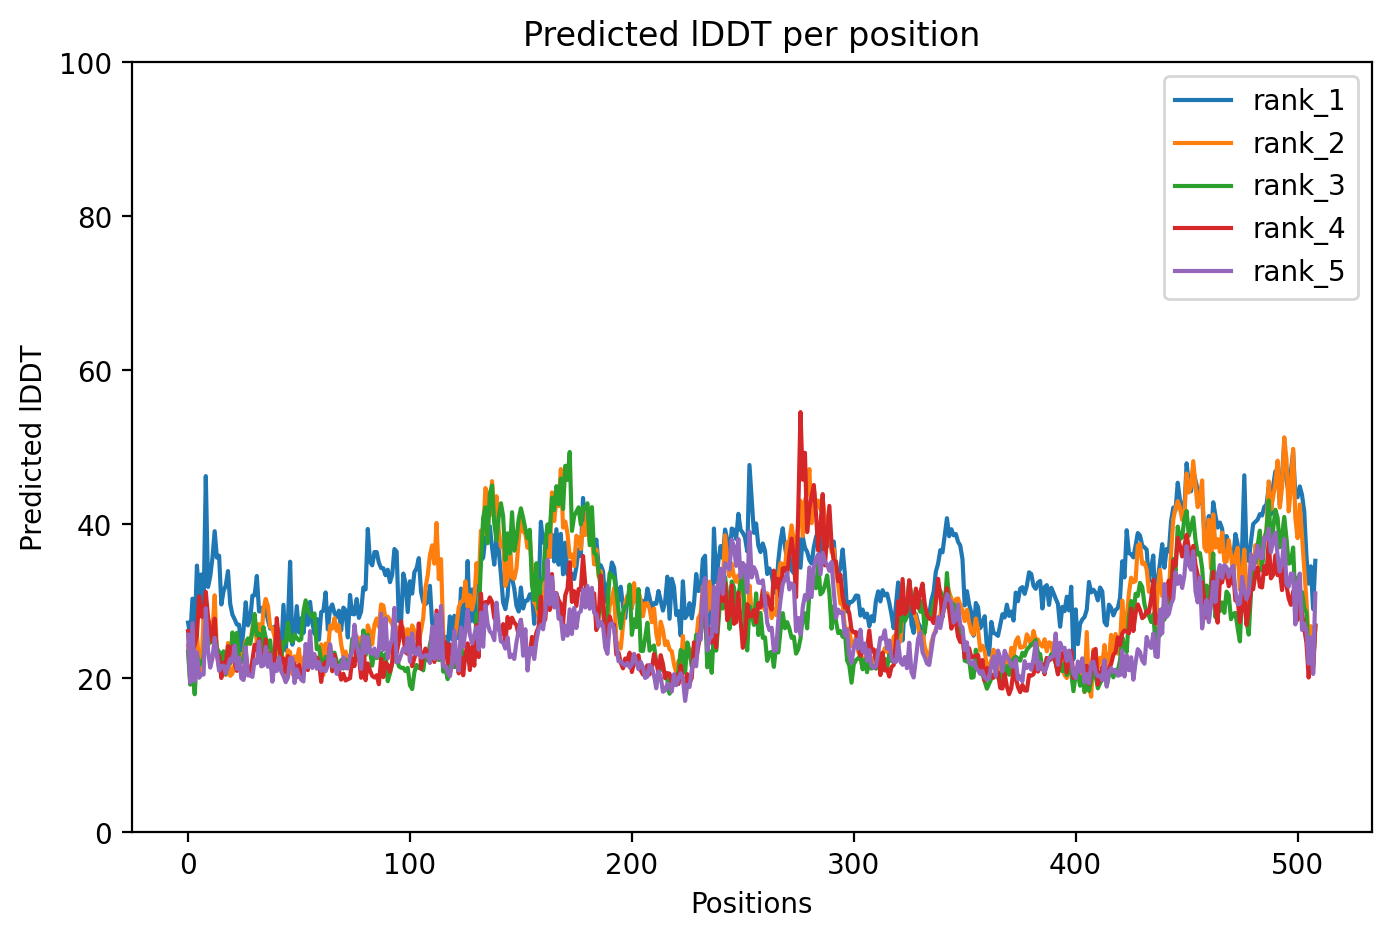 Predicted lDDT per position
100
80
60
40
20
0
Predicted lDDT
0 100 200 300 400 500
Positions
rank_1
rank_2
rank_3
rank_4
rank_5